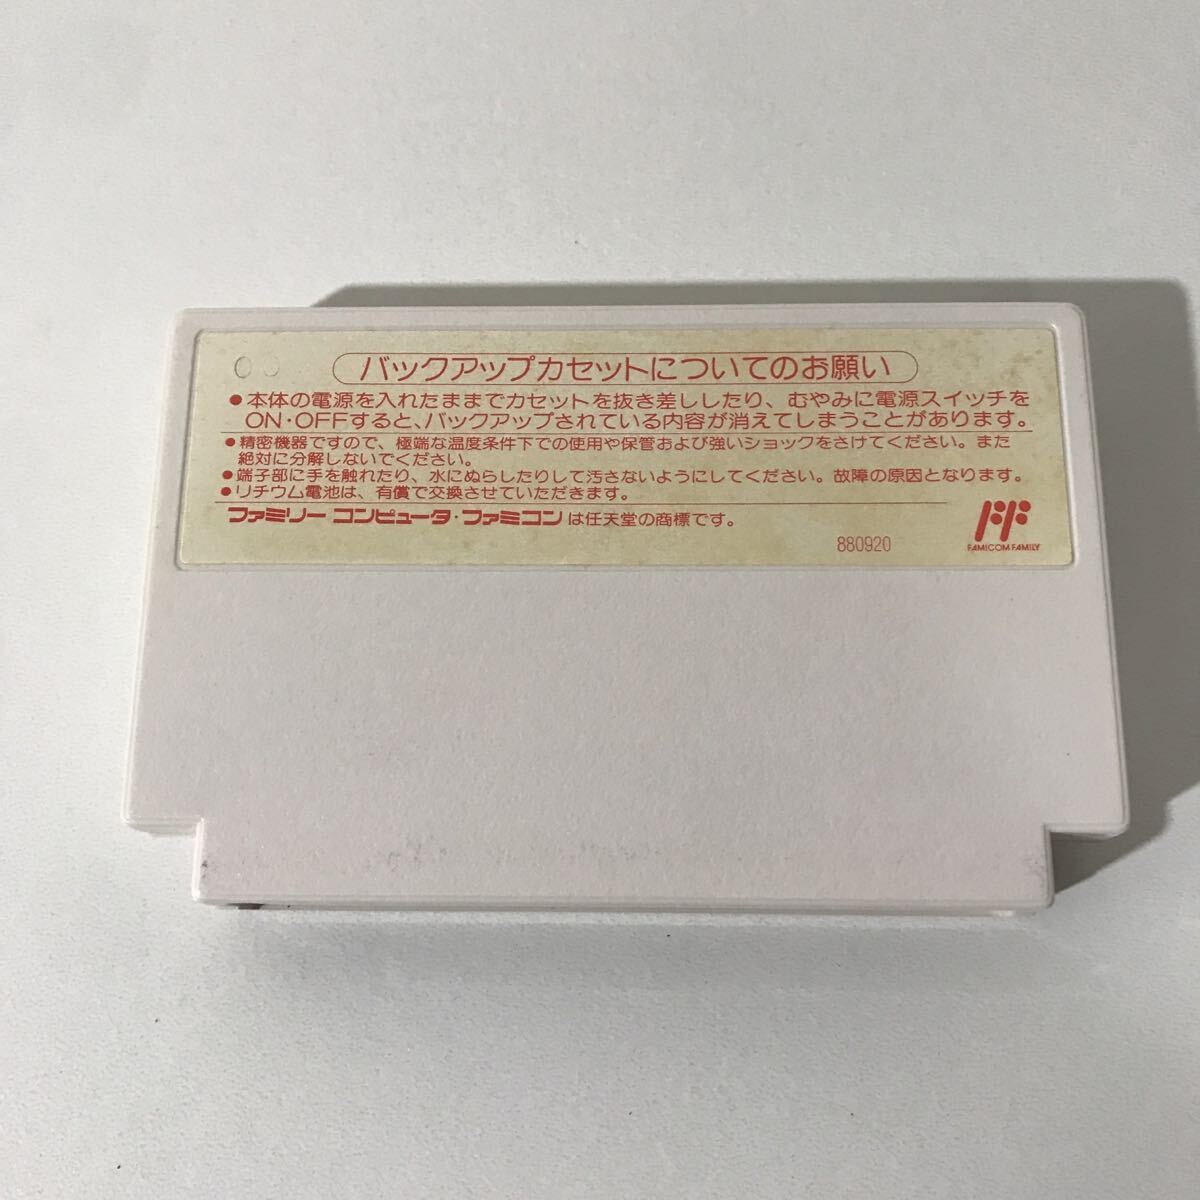 バックアップカセットについてのお願い
●本体の電源を入れたままでカセットを抜き差ししたり、むやみに電源スイッチを
ON・OFFすると、バックアップされている内容が消えてしまうことがあります。
●精密機器ですので、極端な温度条件下での使用や保管および強いショックをさけてください。また
絶対に分解しないでください。
●端子部に手を触れたり、水にぬらしたりして汚さないようにしてください。故障の原因となります。
●リチウム電池は、有償で交換させていただきます。
ファミリーコンピュータ・ファミコンは任天堂の商標です。
880920
FAMICOM FAMILY